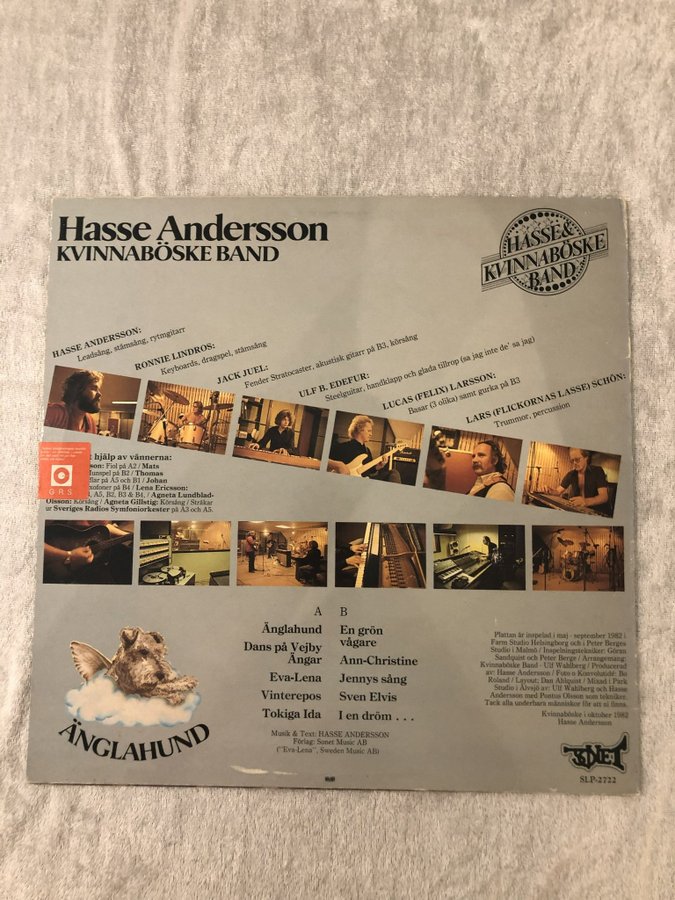 Hasse Andersson
KVINNABÖSKE BAND
HASSE &
KVINNABÖSKE
BAND
HASSE ANDERSSON:
Leadsång, stämsång, rytmgitarr
RONNIE LINDROS:
Keyboards, dragspel, stämsång
JACK JUEL:
Fender Stratocaster, akustisk gitarr på B3, körsång
ULF B. EDEFUR:
Steelguitar, handklapp och glada tillrop (sa jag inte de' sa jag)
LUCAS (FELIX) LARSSON:
Basar (3 olika) samt gurka på B3
LARS (FLICKORNAS LASSE) SCHÖN:
Trummor, percussion
GRS
t hjälp av vännerna:
son: Fiol på A2 / Mats
unspel på B2 / Thomas
flar på A5 och B1 / Johan
xofoner på B4 / Lena Ericsson:
, A5, B2, B3 & B4, / Agneta Lundblad-
Olsson: Körsång / Agneta Gillstig: Körsång / Stråkar
ur Sveriges Radios Symfoniorkester på A3 och A5.
A
Änglahund
Dans på Vejby
Ängar
Eva-Lena
Vinterepos
Tokiga Ida
B
En grön
vågare
Ann-Christine
Jennys sång
Sven Elvis
I en dröm . . .
Musik & Text: HASSE ANDERSSON
Förlag: Sonet Music AB
("Eva-Lena", Sweden Music AB)
ÄNGLAHUND
Plattan är inspelad i maj - september 1982 i
Farm Studio Helsingborg och i Peter Berges
Studio i Malmö / Inspelningstekniker: Göran
Sandquist och Peter Berge / Arrangemang:
Kvinnaböske Band - Ulf Wahlberg / Producerad
av: Hasse Andersson / Foto o Konvolutidé: Bo
Roland / Layout: Dan Ahlquist / Mixad i Park
Studio i Älvsjö av: Ulf Wahlberg och Hasse
Andersson med Pontus Olsson som tekniker.
Tack alla underbara människor för att si finns.
Kvinnaböske i oktober 1982
Hasse Andersson
SONET
SLP-2722